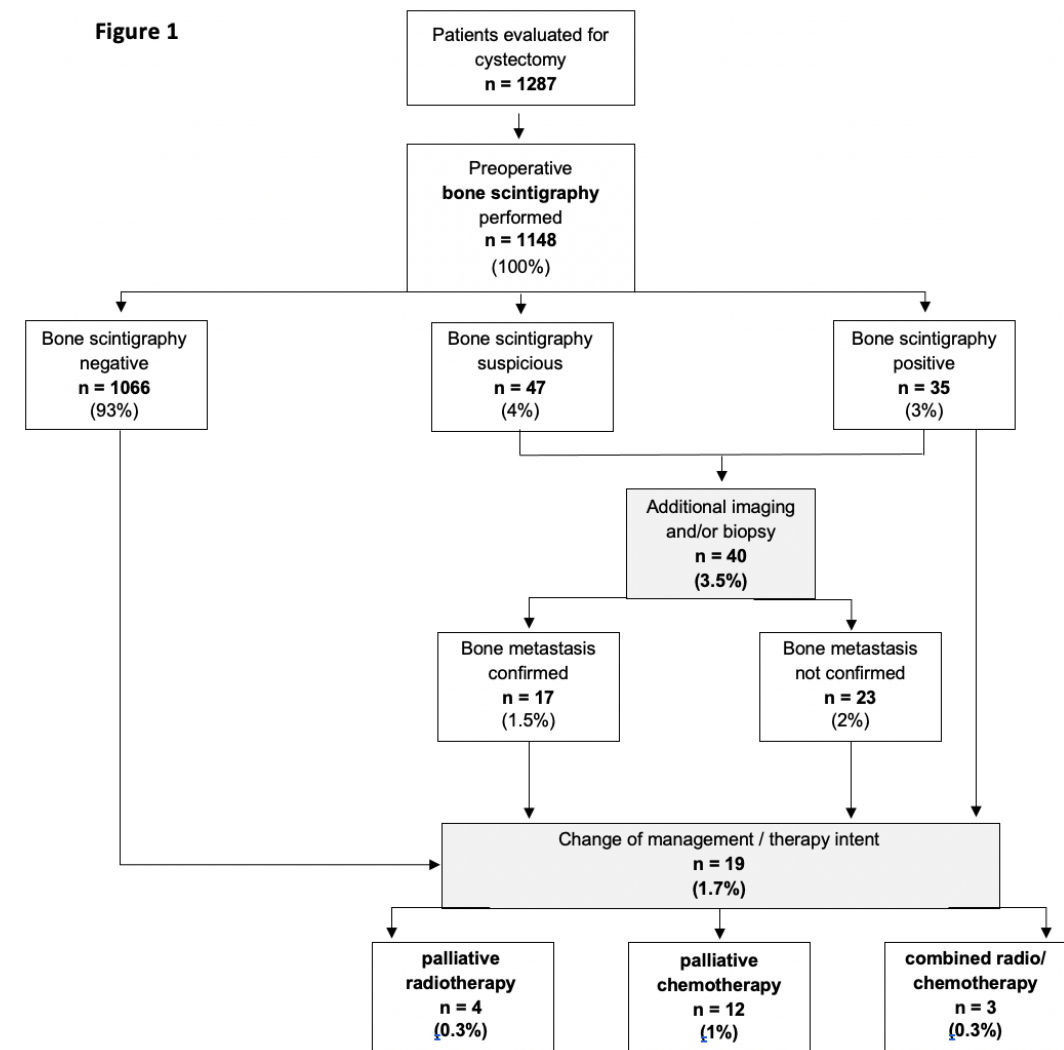 Figure 1
Patients evaluated for
cystectomy
n = 1287
Preoperative
bone scintigraphy
performed
n = 1148
(100%)
Bone scintigraphy
negative
n = 1066
(93%)
Bone scintigraphy
suspicious
n = 47
(4%)
Bone scintigraphy
positive
n = 35
(3%)
Additional imaging
and/or biopsy
n = 40
(3.5%)
Bone metastasis
confirmed
n = 17
(1.5%)
Bone metastasis
not confirmed
n = 23
(2%)
Change of management / therapy intent
n = 19
(1.7%)
palliative
radiotherapy
n = 4
(0.3%)
palliative
chemotherapy
n = 12
(1%)
combined radio/
chemotherapy
n = 3
(0.3%)